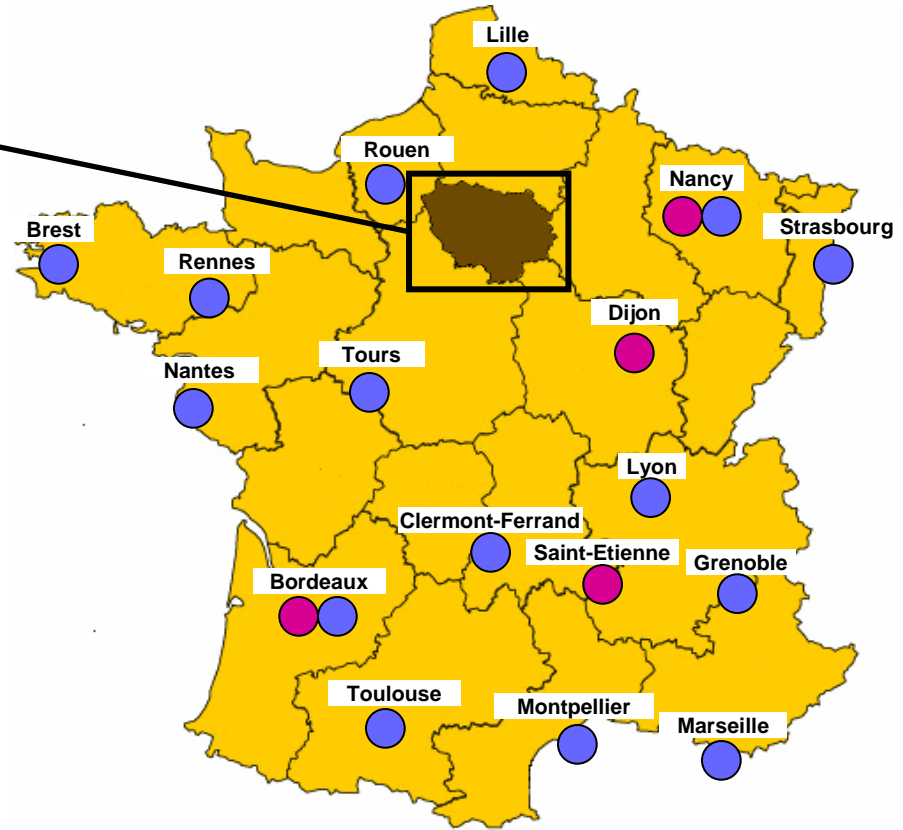 Lille
Rouen
Nancy
Brest
Strasbourg
Rennes
Dijon
Tours
Nantes
Lyon
Clermont-Ferrand
Saint-Etienne
Grenoble
Bordeaux
Toulouse
Montpellier
Marseille